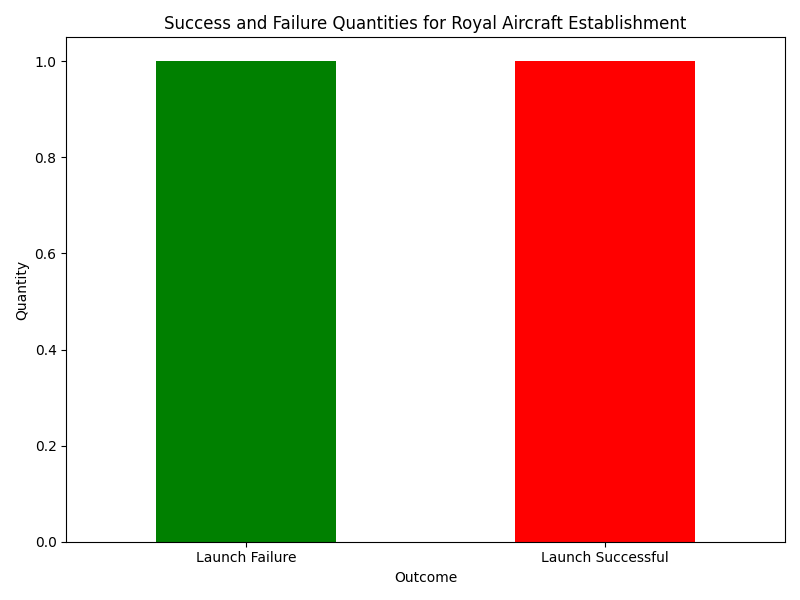 Success and Failure Quantities for Royal Aircraft Establishment
1.0
0.8
0.6
0.4
0.2
0.0
Quantity
Launch Failure
Launch Successful
Outcome